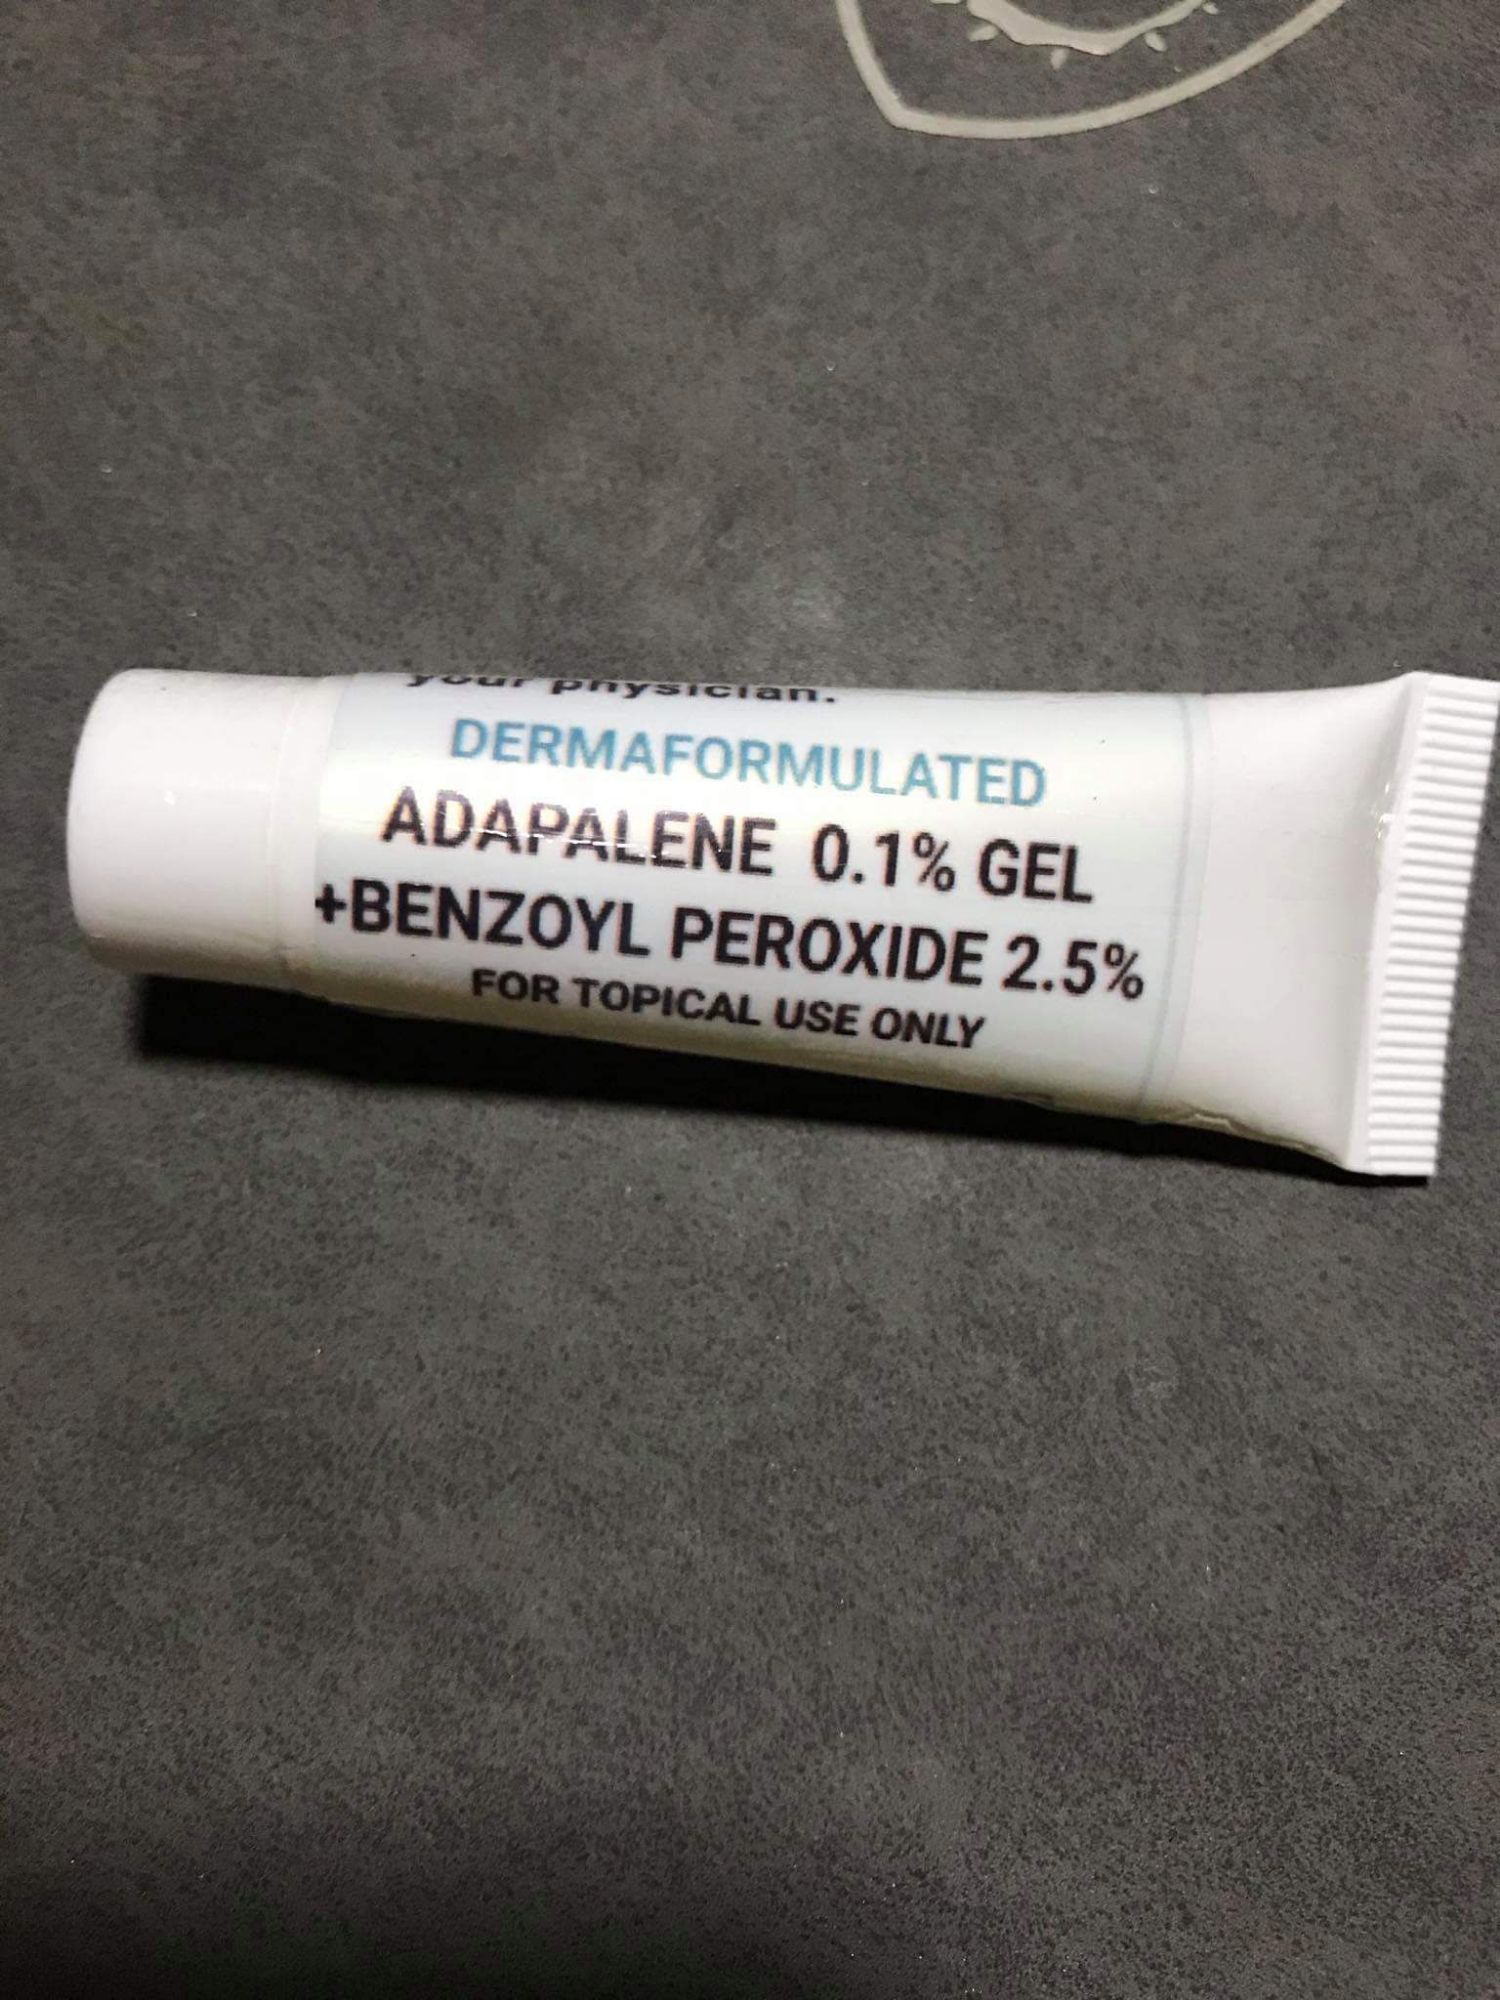 your physician.
DERMAFORMULATED
ADAPALENE 0.1% GEL
+BENZOYL PEROXIDE 2.5%
FOR TOPICAL USE ONLY